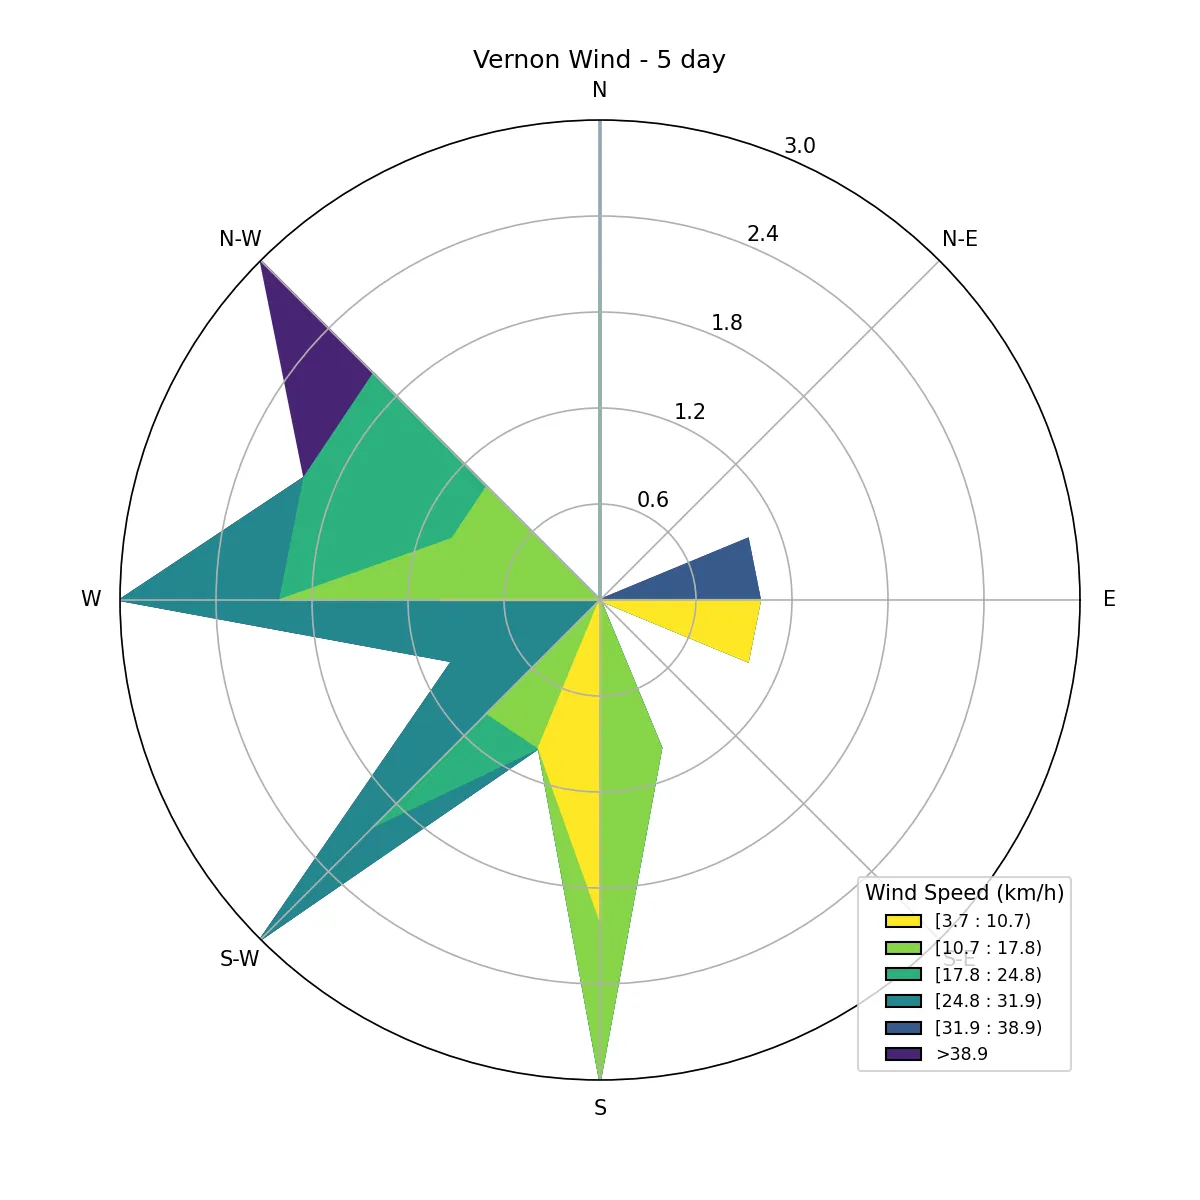 Vernon Wind - 5 day
N
3.0
N-W
2.4
N-E
1.8
1.2
0.6
W
E
S-W
S-E
S
Wind Speed (km/h)
[3.7 : 10.7)
[10.7 : 17.8)
[17.8 : 24.8)
[24.8 : 31.9)
[31.9 : 38.9)
>38.9